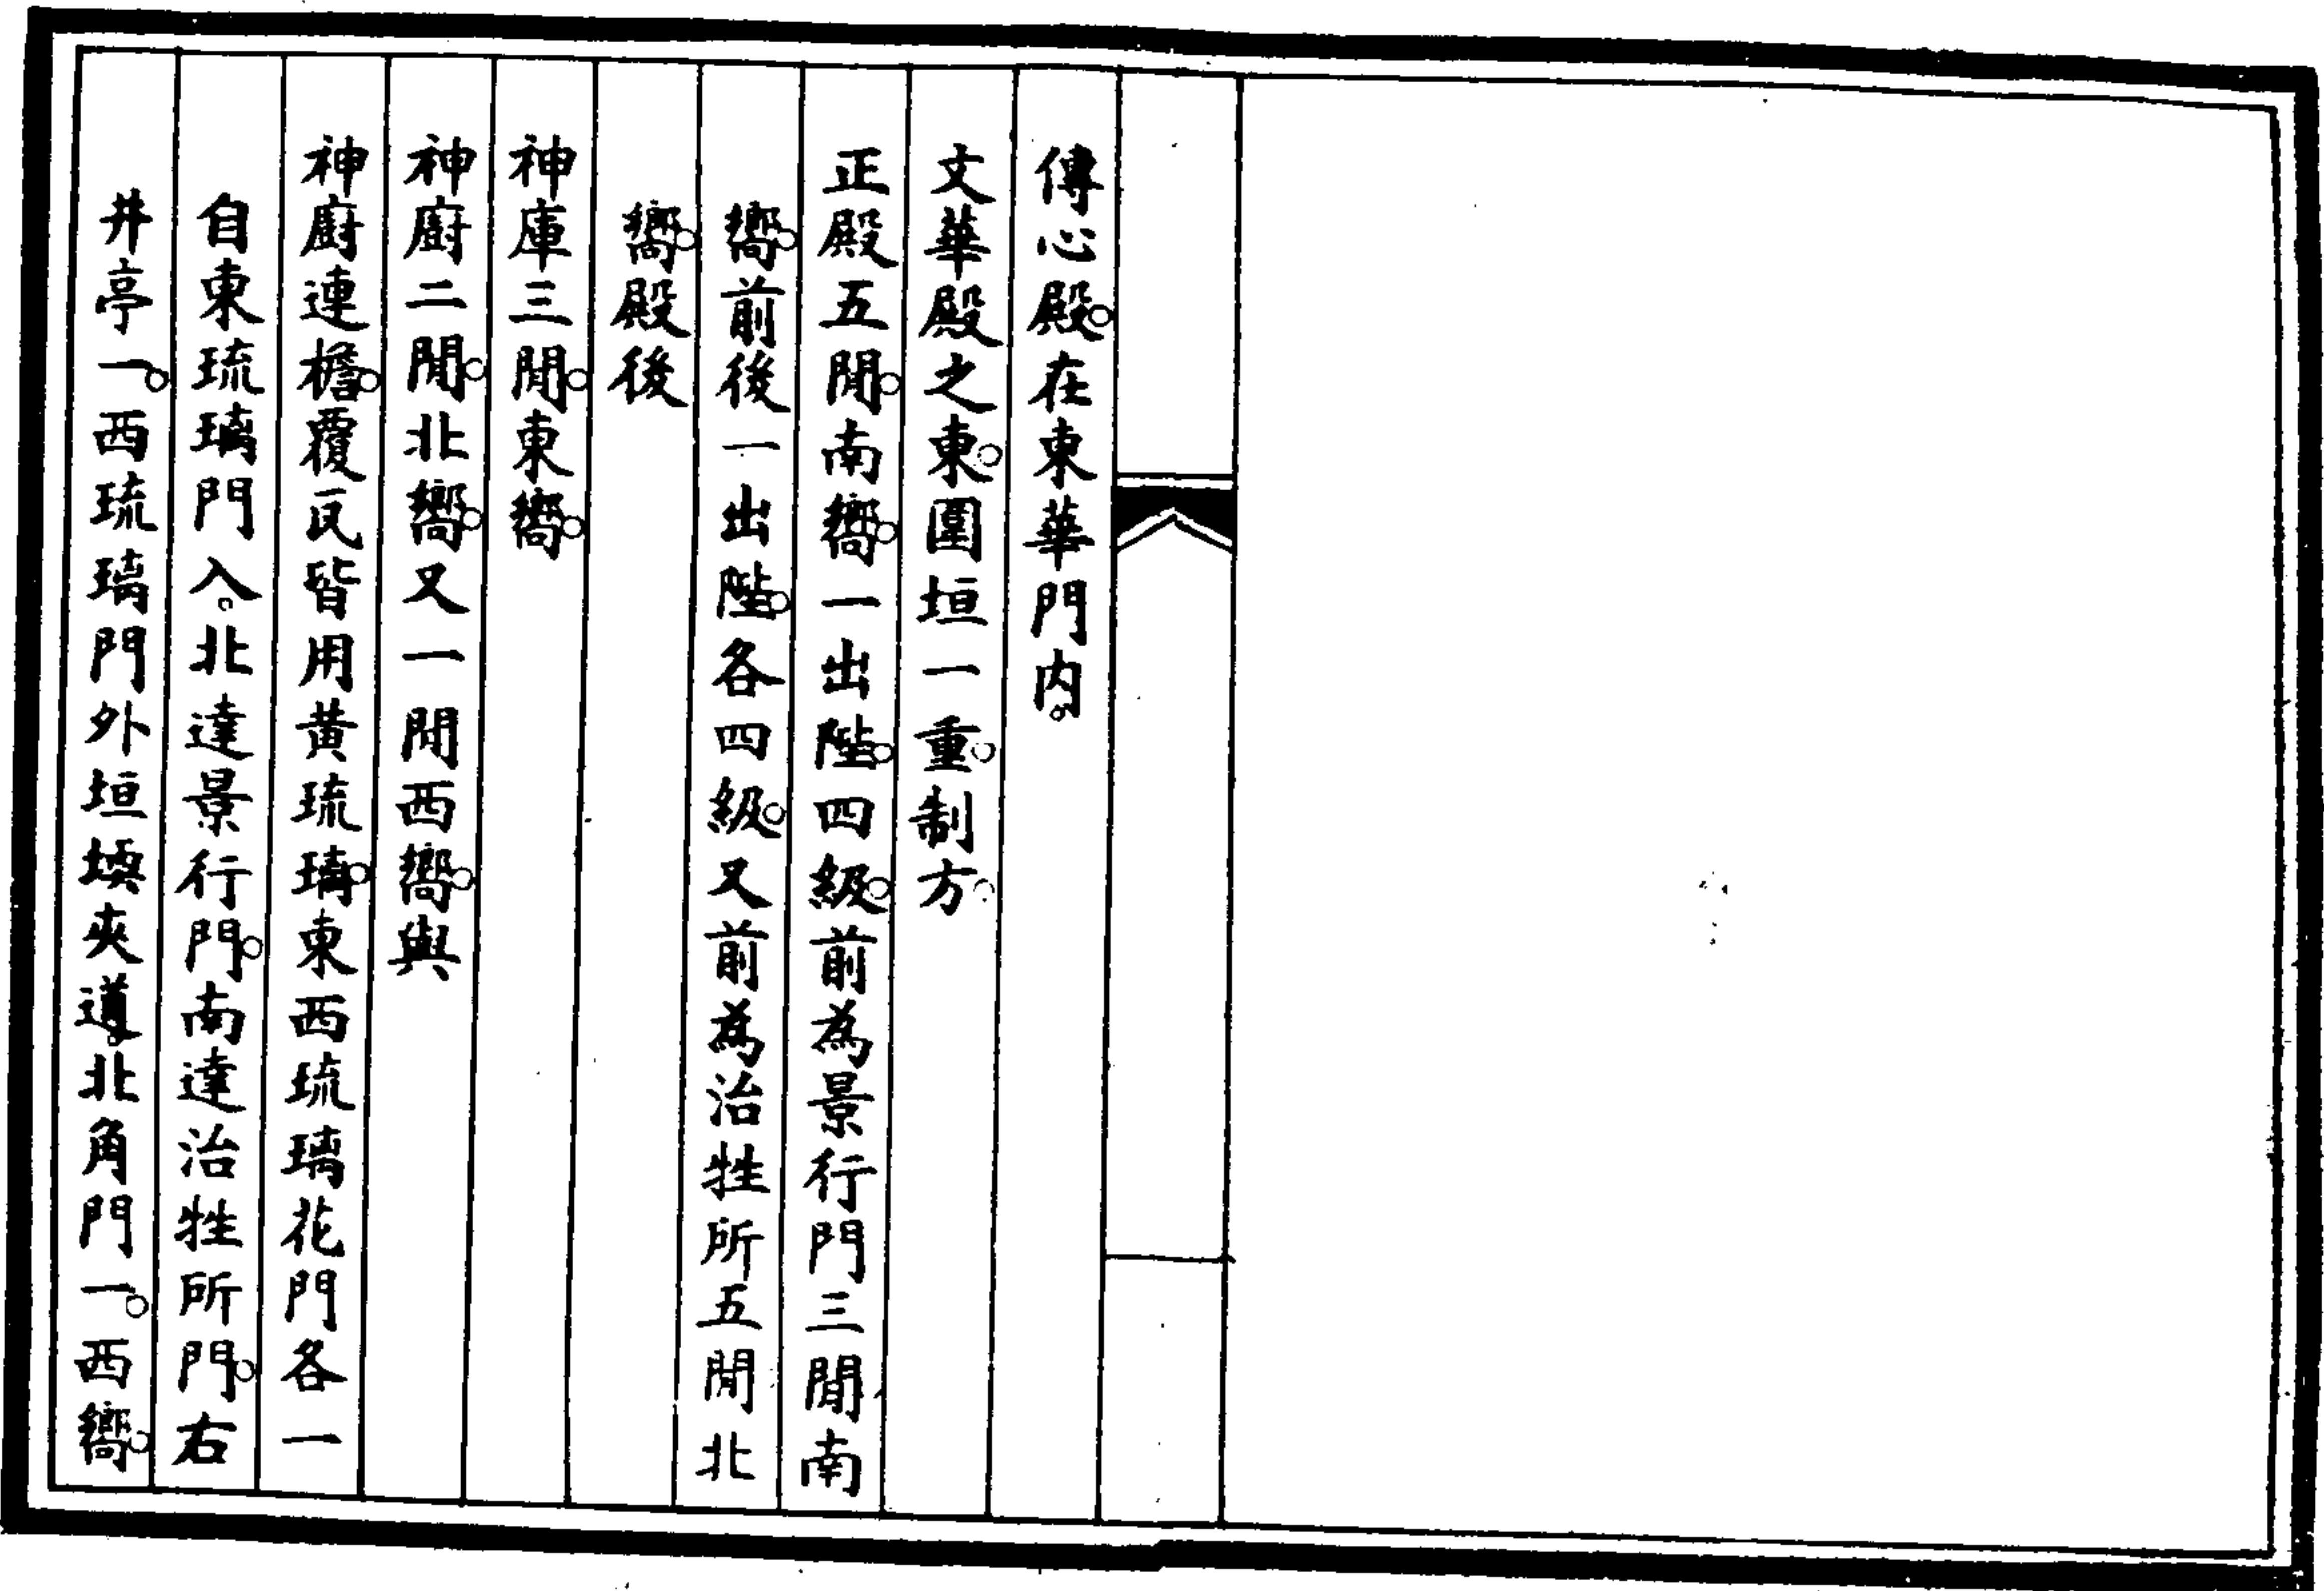 傳心殿。在東華門内。
文華殿之東。圍垣一重。制方。
正殿五閒。南嚮。一出陛。四級。前為景行門三閒南
嚮。前後一出陛。各四級。又前為治牲所五閒北
嚮。殿後
神庫三閒。東嚮。
神廚二閒。北嚮。又一閒西嚮。與
神廚連檐。覆瓦皆用黃琉璃。東西琉璃花門各一
自東琉璃門入。北達景行門。南達治牲所門。右
井亭一。西琉璃門外垣堧夾道。北角門一。西嚮。